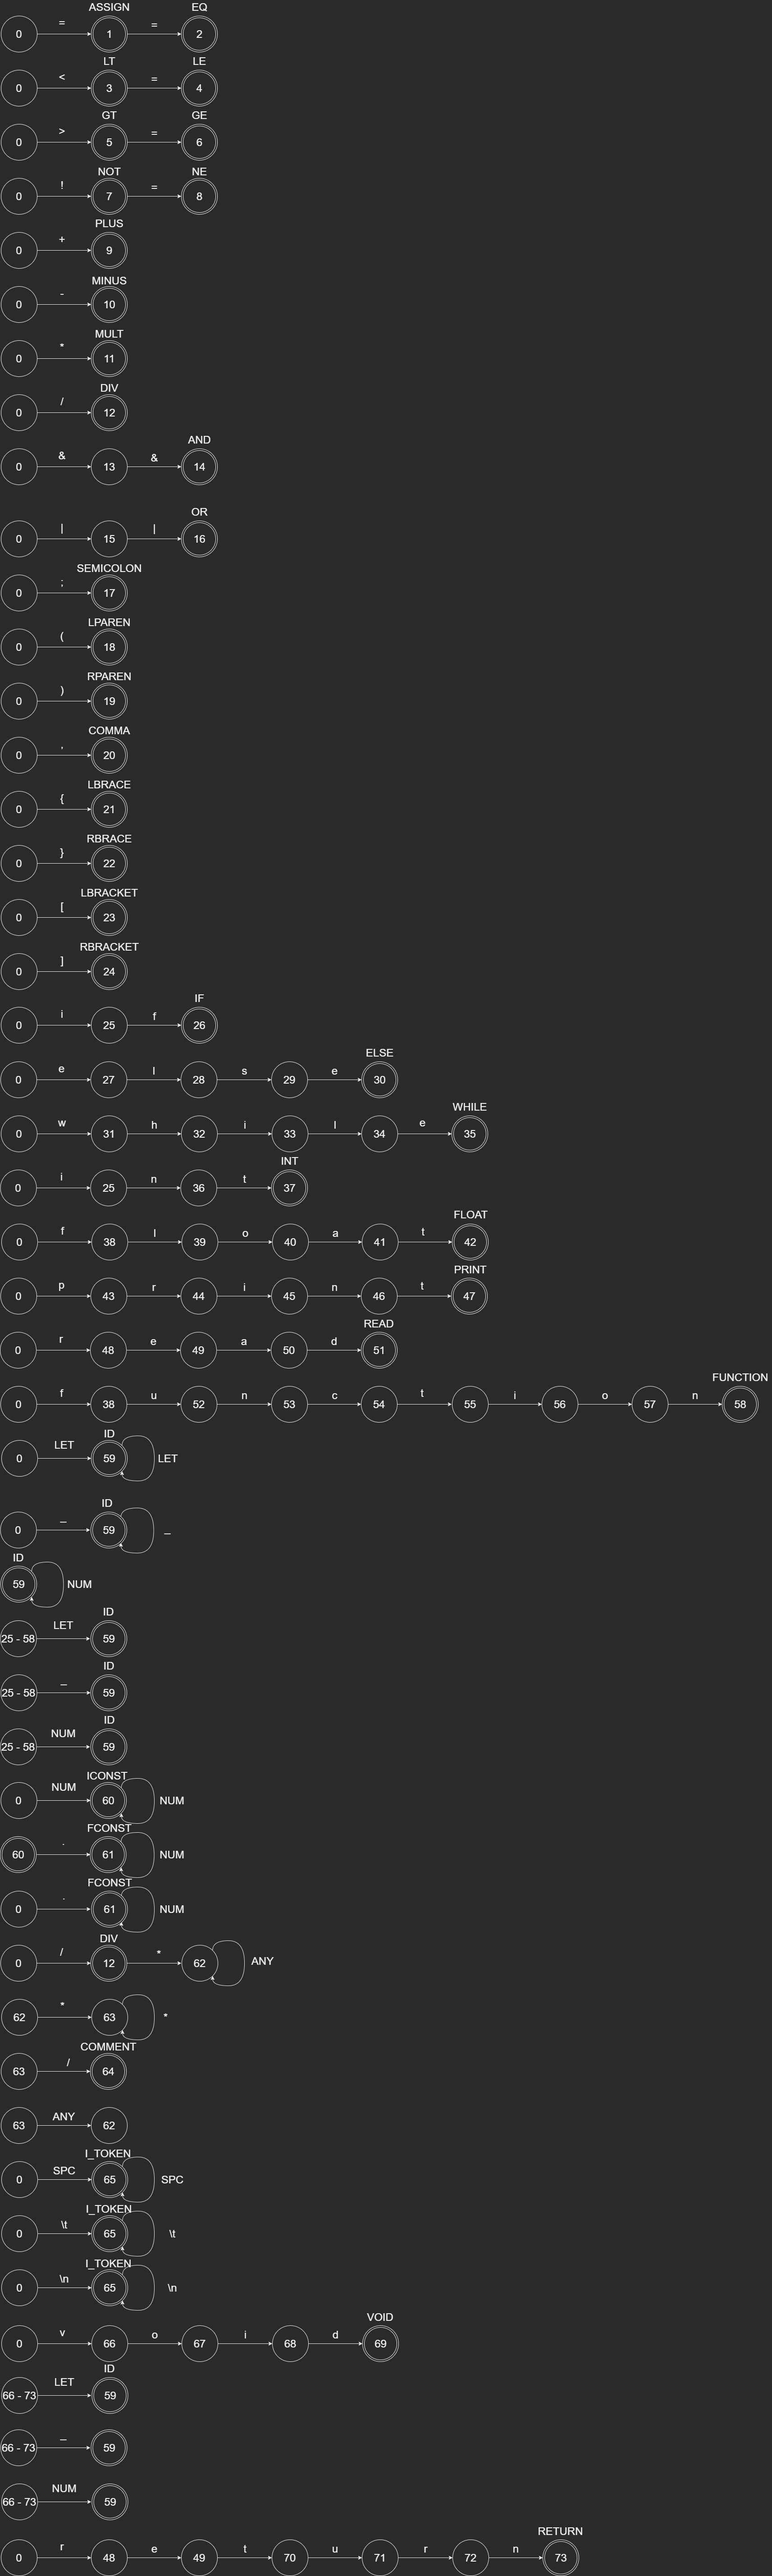 ASSIGN EQ
0 = 1 = 2
LT LE
0 < 3 = 4
GT GE
0 > 5 = 6
NOT NE
0 ! 7 = 8
PLUS
0 + 9
MINUS
0 - 10
MULT
0 * 11
DIV
0 / 12
AND
0 & 13 & 14
OR
0 | 15 | 16
SEMICOLON
0 ; 17
LPAREN
0 ( 18
RPAREN
0 ) 19
COMMA
0 , 20
LBRACE
0 { 21
RBRACE
0 } 22
LBRACKET
0 [ 23
RBRACKET
0 ] 24
IF
0 i 25 f 26
ELSE
0 e 27 l 28 s 29 e 30
WHILE
0 w 31 h 32 i 33 l 34 e 35
INT
0 i 25 n 36 t 37
FLOAT
0 f 38 l 39 o 40 a 41 t 42
PRINT
0 p 43 r 44 i 45 n 46 t 47
READ
0 r 48 e 49 a 50 d 51
FUNCTION
0 f 38 u 52 n 53 c 54 t 55 i 56 o 57 n 58
ID
0 LET 59 LET
ID
0 _ 59 _
ID
59 NUM
ID
25 - 58 LET 59
ID
25 - 58 _ 59
ID
25 - 58 NUM 59
ICONST
0 NUM 60 NUM
FCONST
60 . 61 NUM
FCONST
0 . 61 NUM
DIV
0 / 12 * 62 ANY
62 * 63 *
COMMENT
63 / 64
63 ANY 62
I_TOKEN
0 SPC 65 SPC
I_TOKEN
0 \t 65 \t
I_TOKEN
0 \n 65 \n
VOID
0 v 66 o 67 i 68 d 69
ID
66 - 73 LET 59
66 - 73 _ 59
66 - 73 NUM 59
RETURN
0 r 48 e 49 t 70 u 71 r 72 n 73